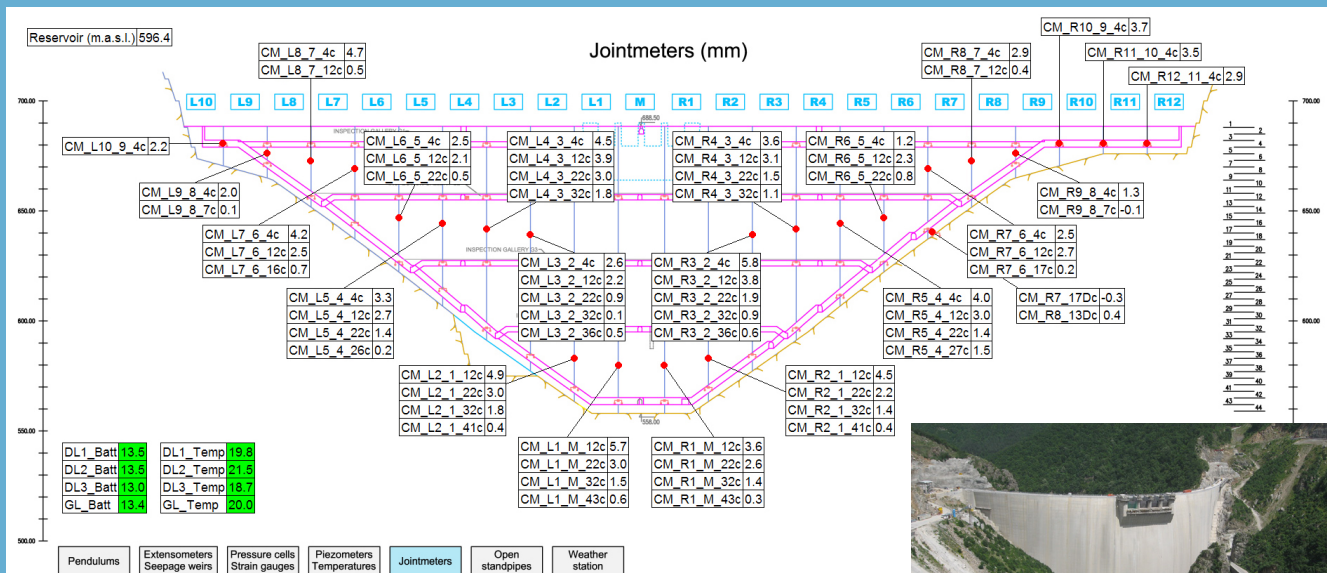 Reservoir (m.a.s.l.) 596.4
Jointmeters (mm)
CM_L8_7_4c 4.7
CM_L8_7_12c 0.5
CM_R8_7_4c 2.9
CM_R8_7_12c 0.4
CM_R10_9_4c 3.7
CM_R11_10_4c 3.5
CM_R12_11_4c 2.9
L10 L9 L8 L7 L6 L5 L4 L3 L2 L1 M R1 R2 R3 R4 R5 R6 R7 R8 R9 R10 R11 R12
700.00
650.00
600.00
550.00
500.00
700.00
650.00
600.00
688.50
558.00
INSPECTION GALLERY D3
CM_L10_9_4c 2.2
CM_L9_8_4c 2.0
CM_L9_8_7c 0.1
CM_L7_6_4c 4.2
CM_L7_6_12c 2.5
CM_L7_6_16c 0.7
CM_L6_5_4c 2.5
CM_L6_5_12c 2.1
CM_L6_5_22c 0.5
CM_L5_4_4c 3.3
CM_L5_4_12c 2.7
CM_L5_4_22c 1.4
CM_L5_4_26c 0.2
CM_L4_3_4c 4.5
CM_L4_3_12c 3.9
CM_L4_3_22c 3.0
CM_L4_3_32c 1.8
CM_L3_2_4c 2.6
CM_L3_2_12c 2.2
CM_L3_2_22c 0.9
CM_L3_2_32c 0.1
CM_L3_2_36c 0.5
CM_L2_1_12c 4.9
CM_L2_1_22c 3.0
CM_L2_1_32c 1.8
CM_L2_1_41c 0.4
CM_L1_M_12c 5.7
CM_L1_M_22c 3.0
CM_L1_M_32c 1.5
CM_L1_M_43c 0.6
CM_R1_M_12c 3.6
CM_R1_M_22c 2.6
CM_R1_M_32c 1.4
CM_R1_M_43c 0.3
CM_R2_1_12c 4.5
CM_R2_1_22c 2.2
CM_R2_1_32c 1.4
CM_R2_1_41c 0.4
CM_R3_2_4c 5.8
CM_R3_2_12c 3.8
CM_R3_2_22c 1.9
CM_R3_2_32c 0.9
CM_R3_2_36c 0.6
CM_R4_3_4c 3.6
CM_R4_3_12c 3.1
CM_R4_3_22c 1.5
CM_R4_3_32c 1.1
CM_R5_4_4c 4.0
CM_R5_4_12c 3.0
CM_R5_4_22c 1.4
CM_R5_4_27c 1.5
CM_R6_5_4c 1.2
CM_R6_5_12c 2.3
CM_R6_5_22c 0.8
CM_R7_6_4c 2.5
CM_R7_6_12c 2.7
CM_R7_6_17c 0.2
CM_R7_17Dc -0.3
CM_R8_13Dc 0.4
CM_R9_8_4c 1.3
CM_R9_8_7c -0.1
DL1_Batt 13.5 DL1_Temp 19.8
DL2_Batt 13.5 DL2_Temp 21.5
DL3_Batt 13.0 DL3_Temp 18.7
GL_Batt 13.4 GL_Temp 20.0
Pendulums
Extensometers
Seepage weirs
Pressure cells
Strain gauges
Piezometers
Temperatures
Jointmeters
Open
standpipes
Weather
station